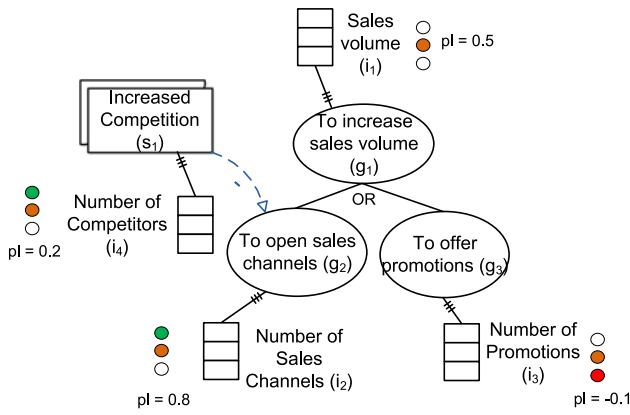 Sales
volume
(i1)
pI = 0.5
Increased
Competition
(s1)
To increase
sales volume
(g1)
OR
Number of
Competitors
(i4)
pI = 0.2
To open sales
channels (g2)
To offer
promotions (g3)
Number of
Sales
Channels (i2)
pI = 0.8
Number of
Promotions
(i3)
pI = -0.1